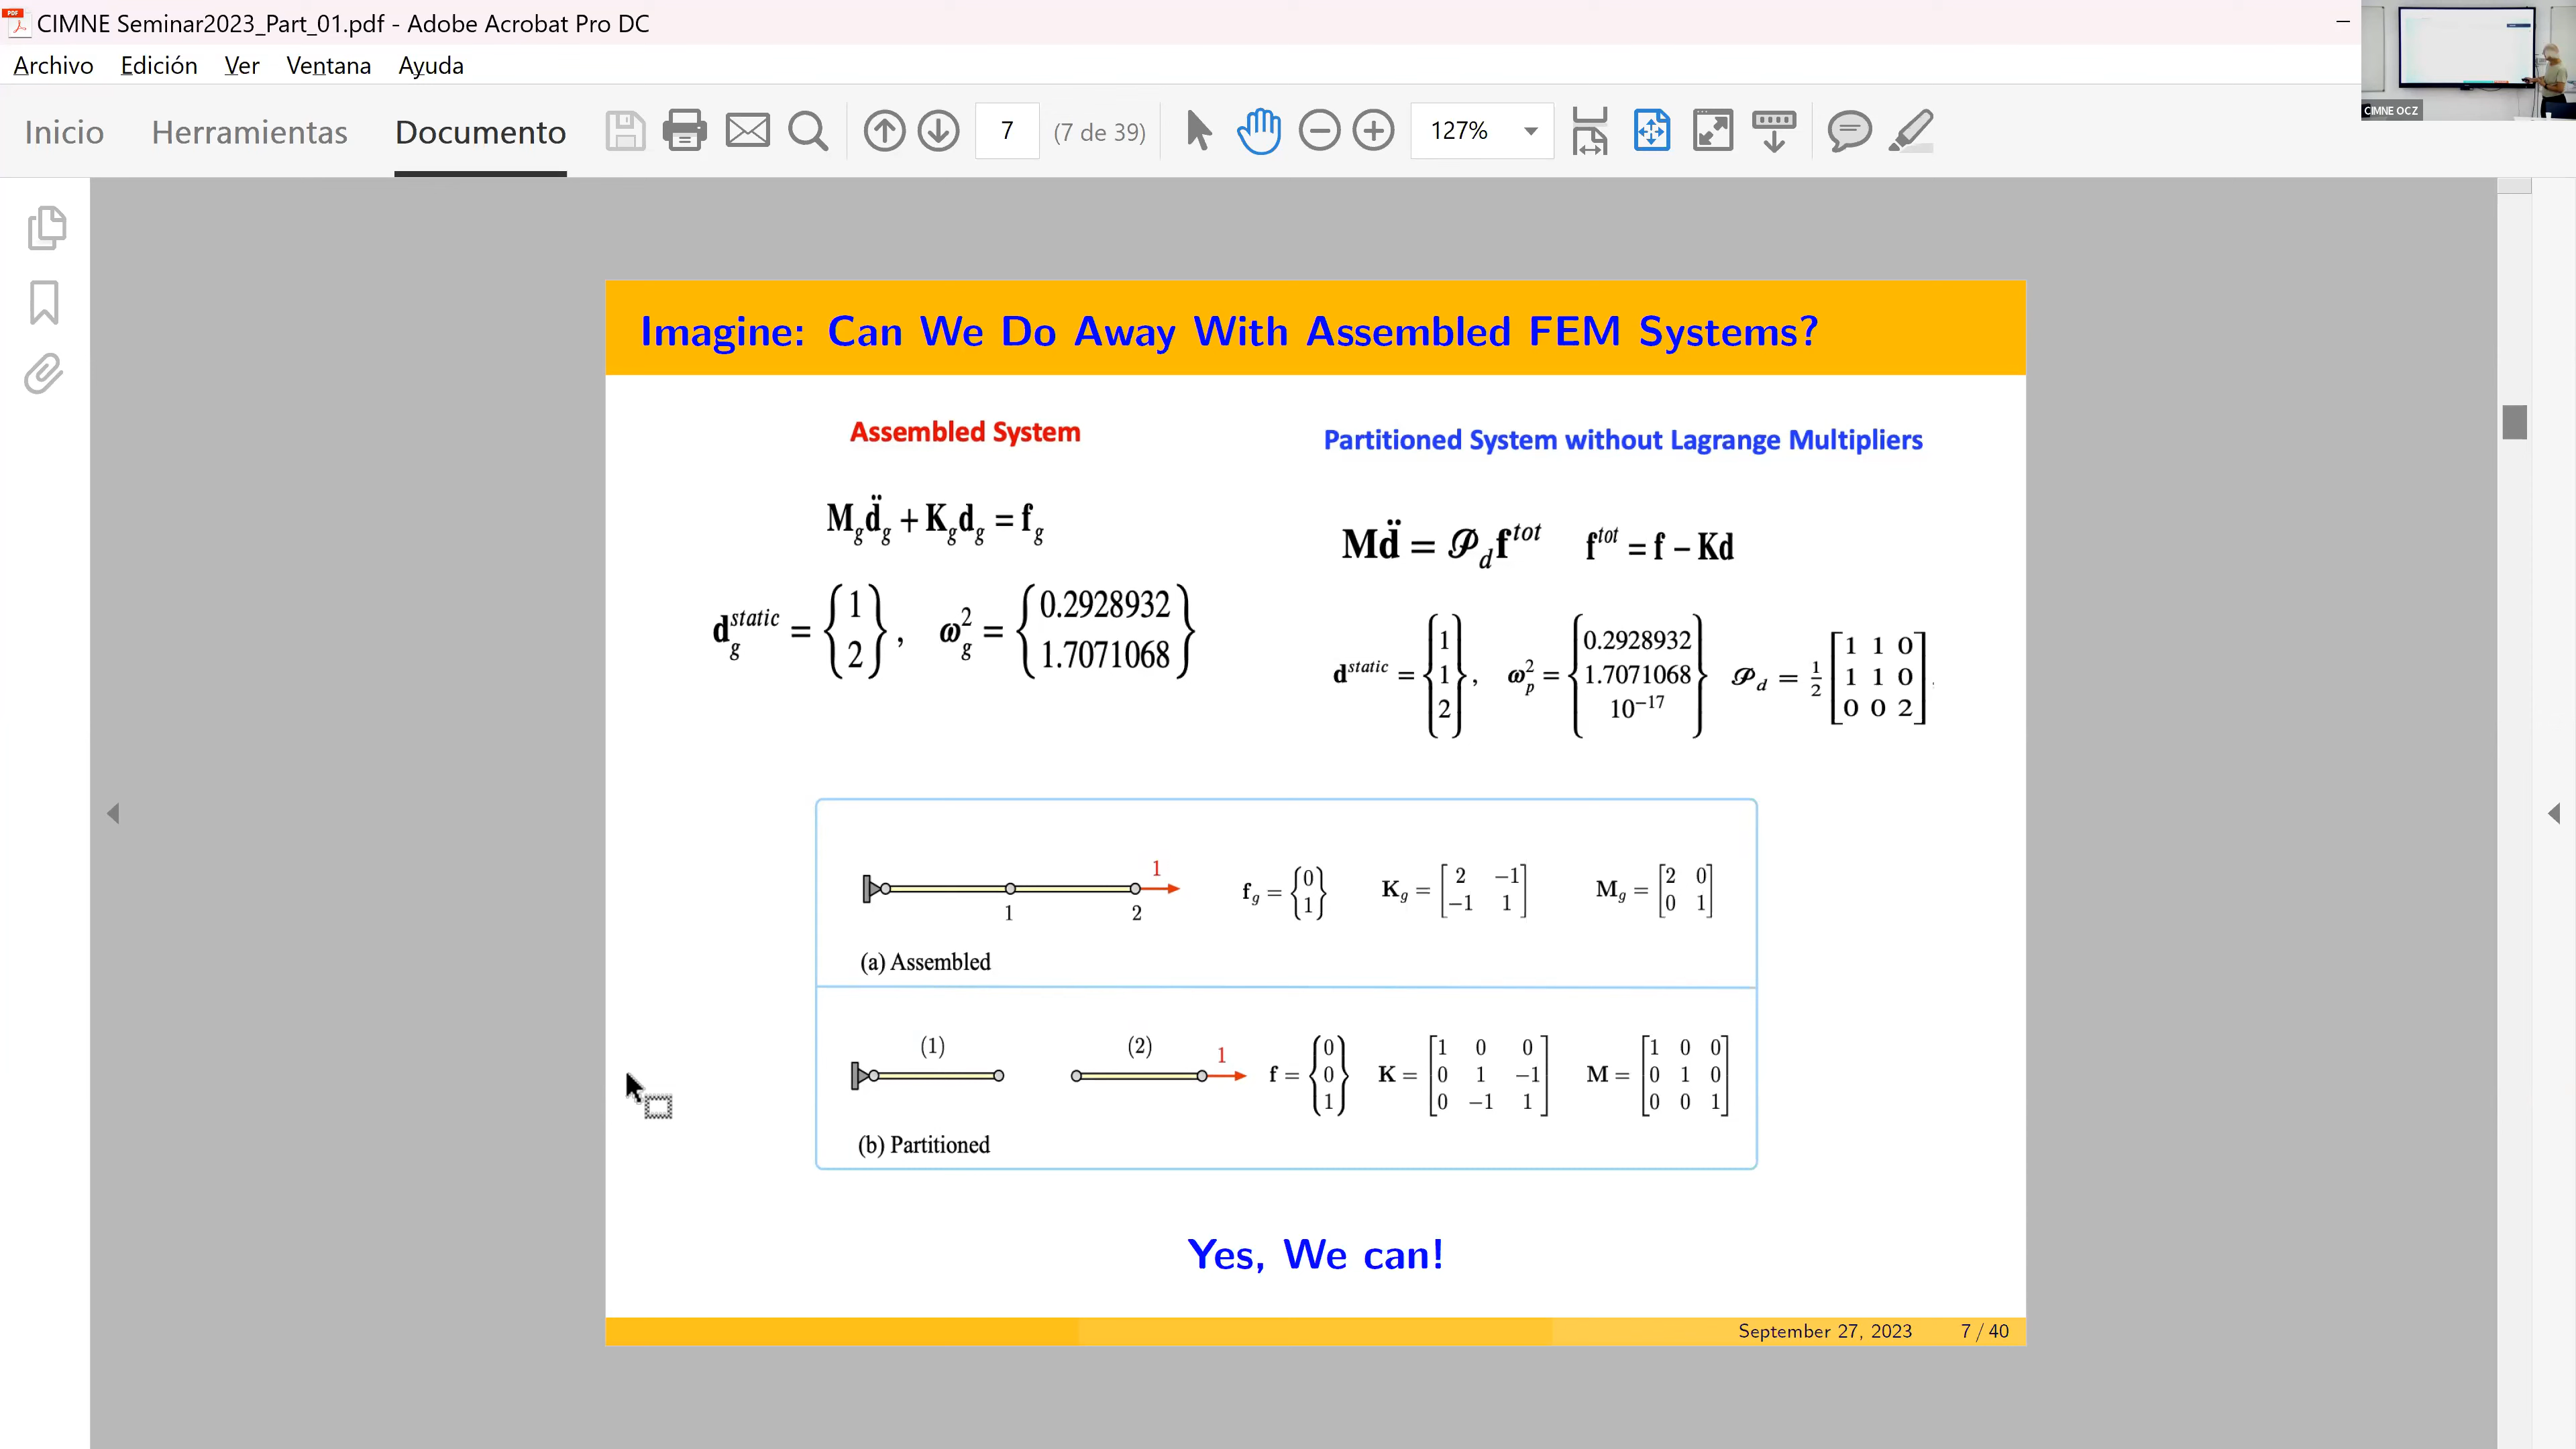 CIMNE Seminar2023_Part_01.pdf - Adobe Acrobat Pro DC
Archivo Edición Ver Ventana Ayuda
CIMNE OCZ
Inicio Herramientas Documento 7 (7 de 39) 127%
Imagine: Can We Do Away With Assembled FEM Systems?
Assembled System
M_g d̈_g + K_g d_g = f_g
d_g^{static} = {1 2}, ω_g^2 = {0.2928932 1.7071068}
Partitioned System without Lagrange Multipliers
Md̈ = 𝒫_d f^{tot} f^{tot} = f − Kd
d^{static} = {1 1 2}, ω_p^2 = {0.2928932 1.7071068 10^{−17}} 𝒫_d = 1/2 [1 1 0; 1 1 0; 0 0 2].
1
1 2
f_g = {0 1} K_g = [2 −1; −1 1] M_g = [2 0; 0 1]
(a) Assembled
(1) (2) 1
f = {0 0 1} K = [1 0 0; 0 1 −1; 0 −1 1] M = [1 0 0; 0 1 0; 0 0 1]
(b) Partitioned
Yes, We can!
September 27, 2023 7 / 40